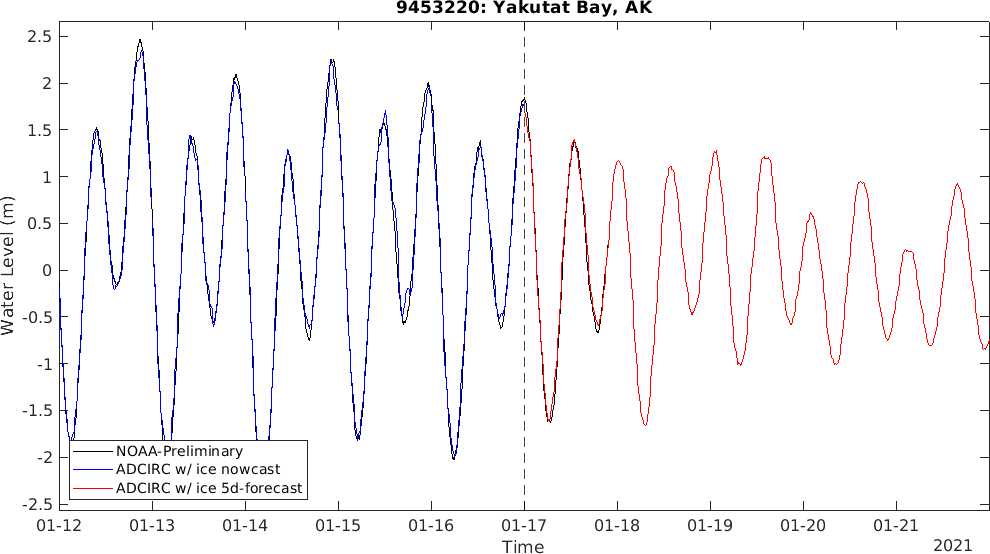 9453220: Yakutat Bay, AK
Water Level (m)
2.5
2
1.5
1
0.5
0
-0.5
-1
-1.5
-2
-2.5
NOAA-Preliminary
ADCIRC w/ ice nowcast
ADCIRC w/ ice 5d-forecast
01-12 01-13 01-14 01-15 01-16 01-17 01-18 01-19 01-20 01-21
Time
2021